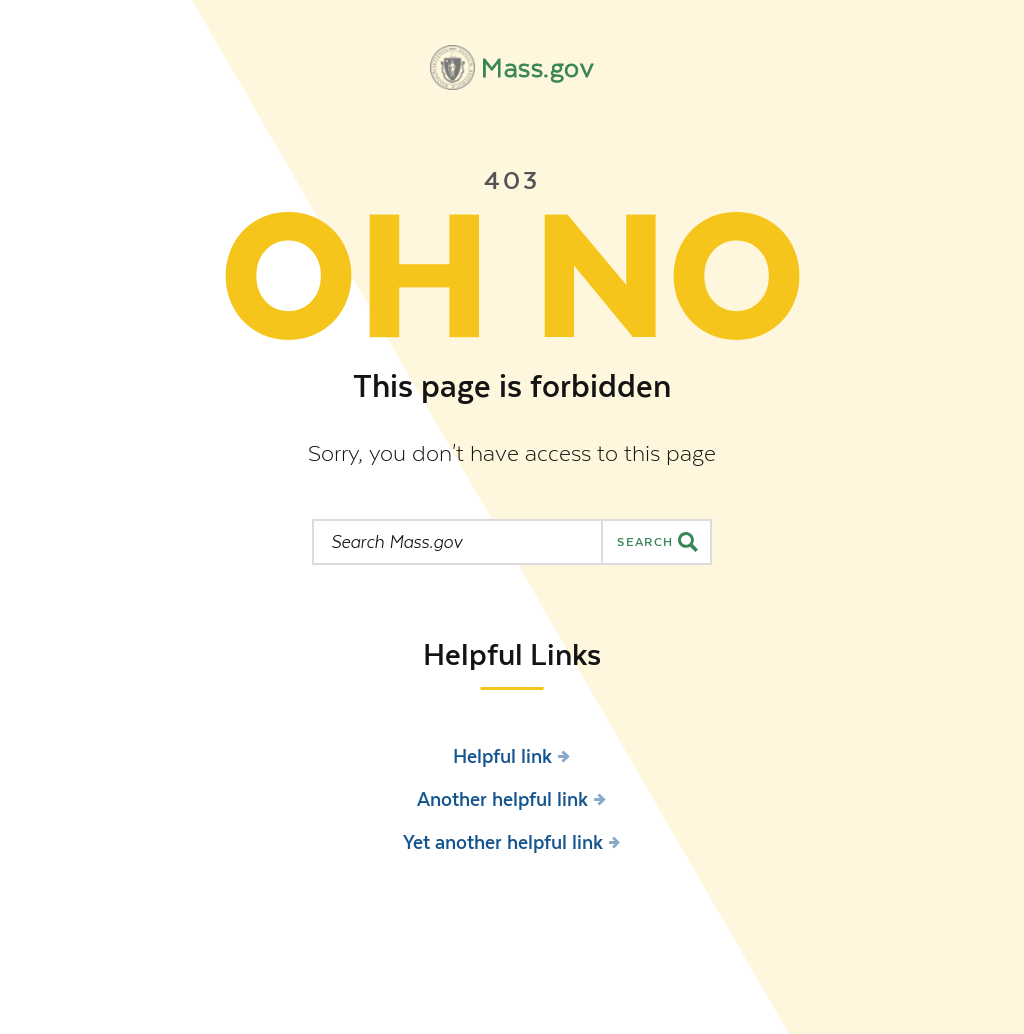 Mass.gov
403
OH NO
This page is forbidden
Sorry, you don't have access to this page
Search Mass.gov SEARCH
Helpful Links
Helpful link
Another helpful link
Yet another helpful link